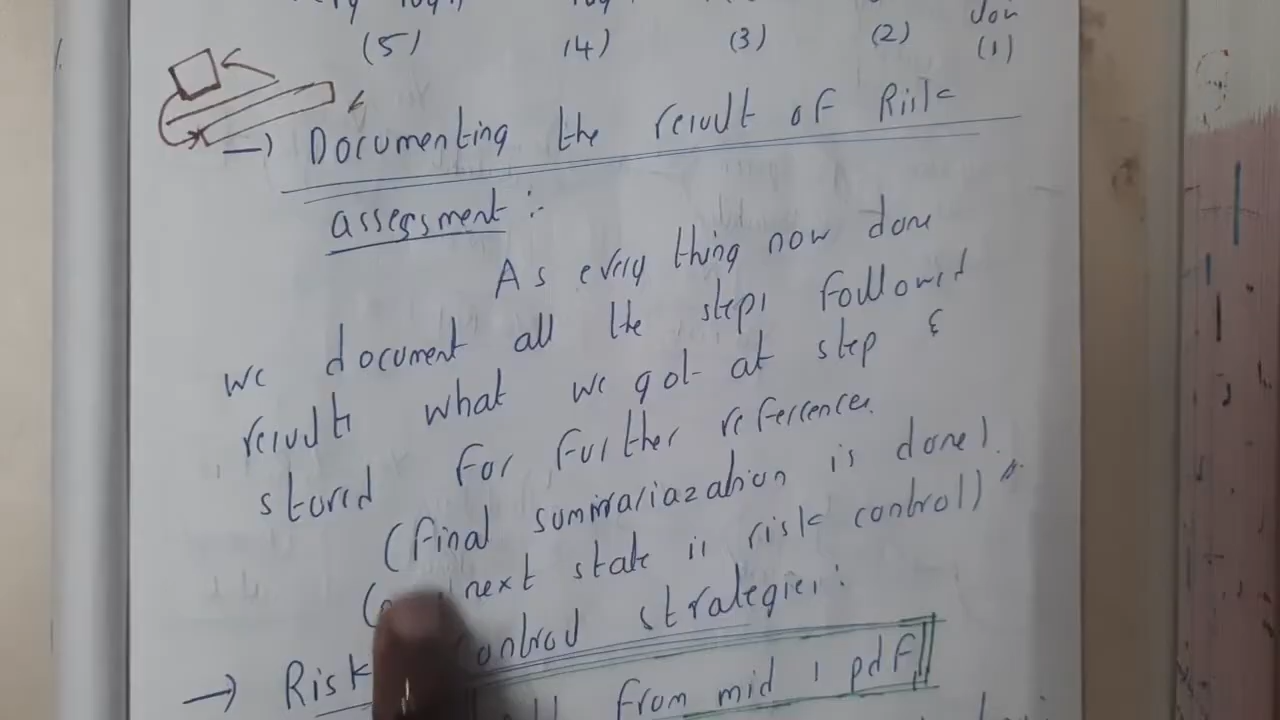 (5) (4) (3) (2) (1)
→ Documenting the result of Risk
assessment :-
As every thing now done
we document all the steps followed
results what we got at step &
stored for further references.
(final summariazation is done).
next state is risk control)
→ Risk control strategies:
from mid 1 pdf